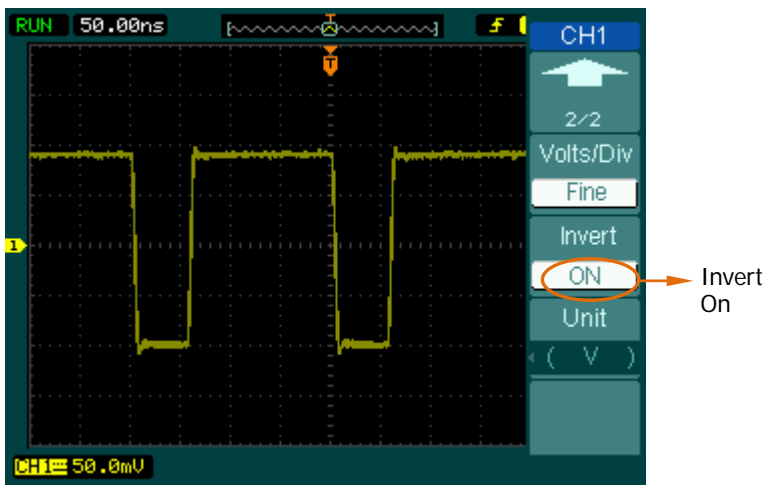 RUN 50.00ns
CH1
T
2/2
Volts/Div
Fine
1
Invert
ON
Invert
On
Unit
( V )
CH1 50.0mV